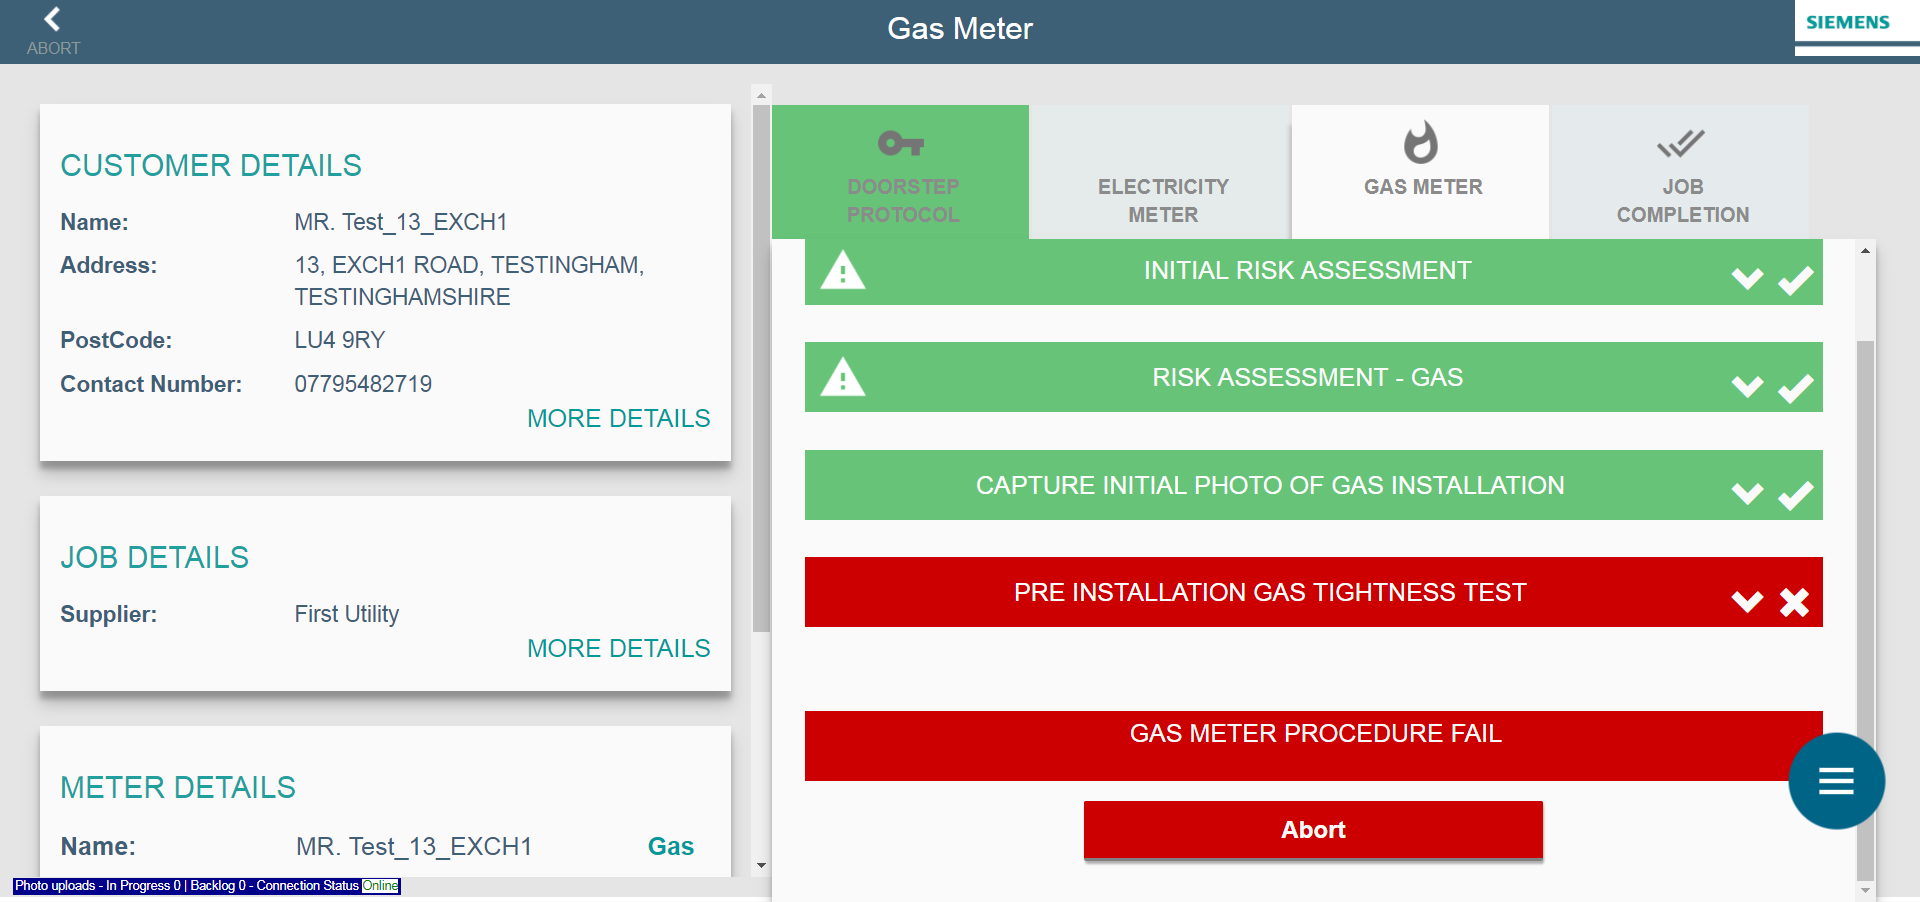 ABORT
Gas Meter
SIEMENS
CUSTOMER DETAILS
Name: MR. Test_13_EXCH1
Address: 13, EXCH1 ROAD, TESTINGHAM,
TESTINGHAMSHIRE
PostCode: LU4 9RY
Contact Number: 07795482719
MORE DETAILS
JOB DETAILS
Supplier: First Utility
MORE DETAILS
METER DETAILS
Name: MR. Test_13_EXCH1 Gas
Photo uploads - In Progress 0 | Backlog 0 - Connection Status Online
DOORSTEP
PROTOCOL
ELECTRICITY
METER
GAS METER
JOB
COMPLETION
INITIAL RISK ASSESSMENT
RISK ASSESSMENT - GAS
CAPTURE INITIAL PHOTO OF GAS INSTALLATION
PRE INSTALLATION GAS TIGHTNESS TEST
GAS METER PROCEDURE FAIL
Abort